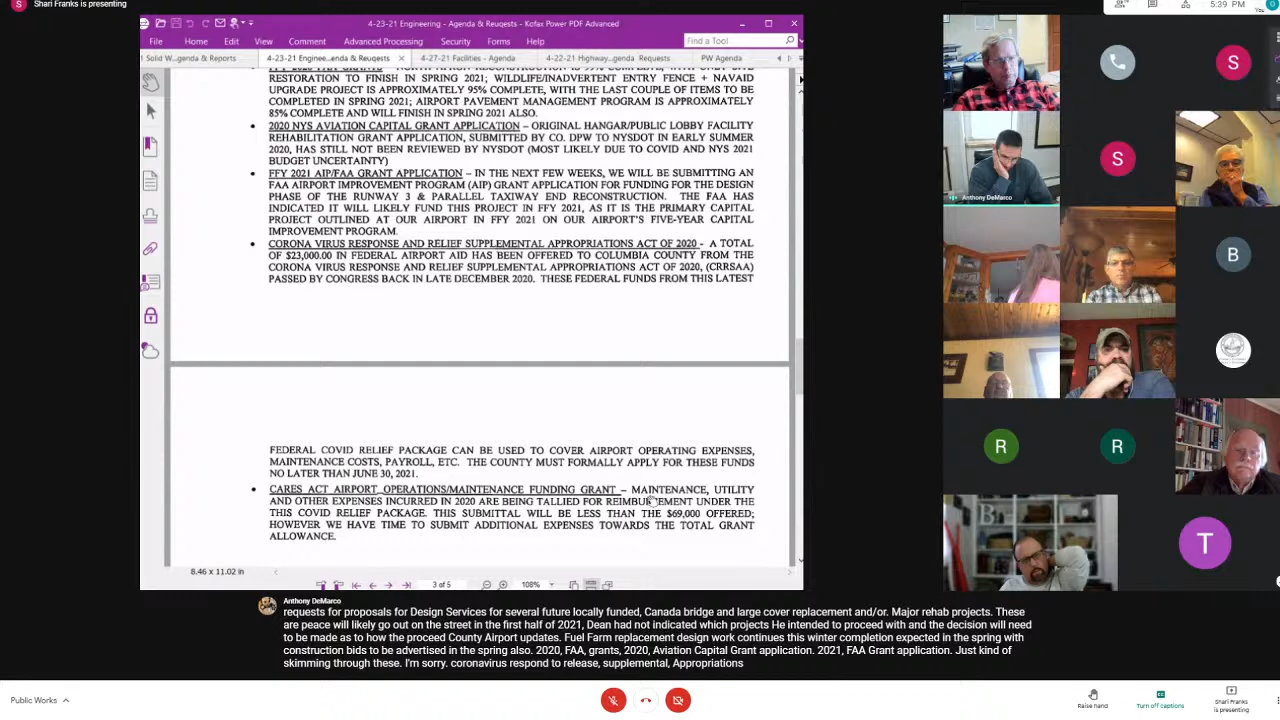 Shari Franks is presenting
5:39 PM
You
4-23-21 Engineering - Agenda & Reuqests - Kofax Power PDF Advanced
File Home Edit View Comment Advanced Processing Security Forms Help
Find a Tool
1 Solid W...genda & Reports
4-23-21 Enginee...enda & Reuqests
4-27-21 Facilities - Agenda
4-22-21 Highway...genda Requests
PW Agenda
RESTORATION TO FINISH IN SPRING 2021; WILDLIFE/INADVERTENT ENTRY FENCE + NAVAID
UPGRADE PROJECT IS APPROXIMATELY 95% COMPLETE, WITH THE LAST COUPLE OF ITEMS TO BE
COMPLETED IN SPRING 2021; AIRPORT PAVEMENT MANAGEMENT PROGRAM IS APPROXIMATELY
85% COMPLETE AND WILL FINISH IN SPRING 2021 ALSO.
• 2020 NYS AVIATION CAPITAL GRANT APPLICATION – ORIGINAL HANGAR/PUBLIC LOBBY FACILITY
REHABILITATION GRANT APPLICATION, SUBMITTED BY CO. DPW TO NYSDOT IN EARLY SUMMER
2020, HAS STILL NOT BEEN REVIEWED BY NYSDOT (MOST LIKELY DUE TO COVID AND NYS 2021
BUDGET UNCERTAINTY)
• FFY 2021 AIP/FAA GRANT APPLICATION – IN THE NEXT FEW WEEKS, WE WILL BE SUBMITTING AN
FAA AIRPORT IMPROVEMENT PROGRAM (AIP) GRANT APPLICATION FOR FUNDING FOR THE DESIGN
PHASE OF THE RUNWAY 3 & PARALLEL TAXIWAY END RECONSTRUCTION. THE FAA HAS
INDICATED IT WILL LIKELY FUND THIS PROJECT IN FFY 2021, AS IT IS THE PRIMARY CAPITAL
PROJECT OUTLINED AT OUR AIRPORT IN FFY 2021 ON OUR AIRPORT'S FIVE-YEAR CAPITAL
IMPROVEMENT PROGRAM.
• CORONA VIRUS RESPONSE AND RELIEF SUPPLEMENTAL APPROPRIATIONS ACT OF 2020 - A TOTAL
OF $23,000.00 IN FEDERAL AIRPORT AID HAS BEEN OFFERED TO COLUMBIA COUNTY FROM THE
CORONA VIRUS RESPONSE AND RELIEF SUPPLEMENTAL APPROPRIATIONS ACT OF 2020, (CRRSAA)
PASSED BY CONGRESS BACK IN LATE DECEMBER 2020. THESE FEDERAL FUNDS FROM THIS LATEST
FEDERAL COVID RELIEF PACKAGE CAN BE USED TO COVER AIRPORT OPERATING EXPENSES,
MAINTENANCE COSTS, PAYROLL, ETC. THE COUNTY MUST FORMALLY APPLY FOR THESE FUNDS
NO LATER THAN JUNE 30, 2021.
• CARES ACT AIRPORT OPERATIONS/MAINTENANCE FUNDING GRANT – MAINTENANCE, UTILITY
AND OTHER EXPENSES INCURRED IN 2020 ARE BEING TALLIED FOR REIMBURSEMENT UNDER THE
THIS COVID RELIEF PACKAGE. THIS SUBMITTAL WILL BE LESS THAN THE $69,000 OFFERED;
HOWEVER WE HAVE TIME TO SUBMIT ADDITIONAL EXPENSES TOWARDS THE TOTAL GRANT
ALLOWANCE.
8.46 x 11.02 in
3 of 5
108%
S
Anthony DeMarco
S
B
R
R
T
Anthony DeMarco
requests for proposals for Design Services for several future locally funded, Canada bridge and large cover replacement and/or. Major rehab projects. These
are peace will likely go out on the street in the first half of 2021, Dean had not indicated which projects He intended to proceed with and the decision will need
to be made as to how the proceed County Airport updates. Fuel Farm replacement design work continues this winter completion expected in the spring with
construction bids to be advertised in the spring also. 2020, FAA, grants, 2020, Aviation Capital Grant application. 2021, FAA Grant application. Just kind of
skimming through these. I'm sorry. coronavirus respond to release, supplemental, Appropriations
Public Works
Raise hand
Turn off captions
Shari Franks
is presenting